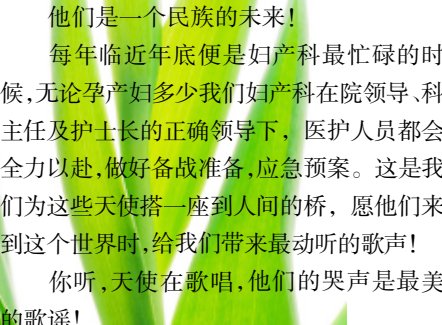 他们是一个民族的未来！
每年临近年底便是妇产科最忙碌的时
候，无论孕产妇多少我们妇产科在院领导、科
主任及护士长的正确领导下，医护人员都会
全力以赴，做好备战准备，应急预案。这是我
们为这些天使搭一座到人间的桥，愿他们来
到这个世界时，给我们带来最动听的歌声！
你听，天使在歌唱，他们的哭声是最美
的歌谣！